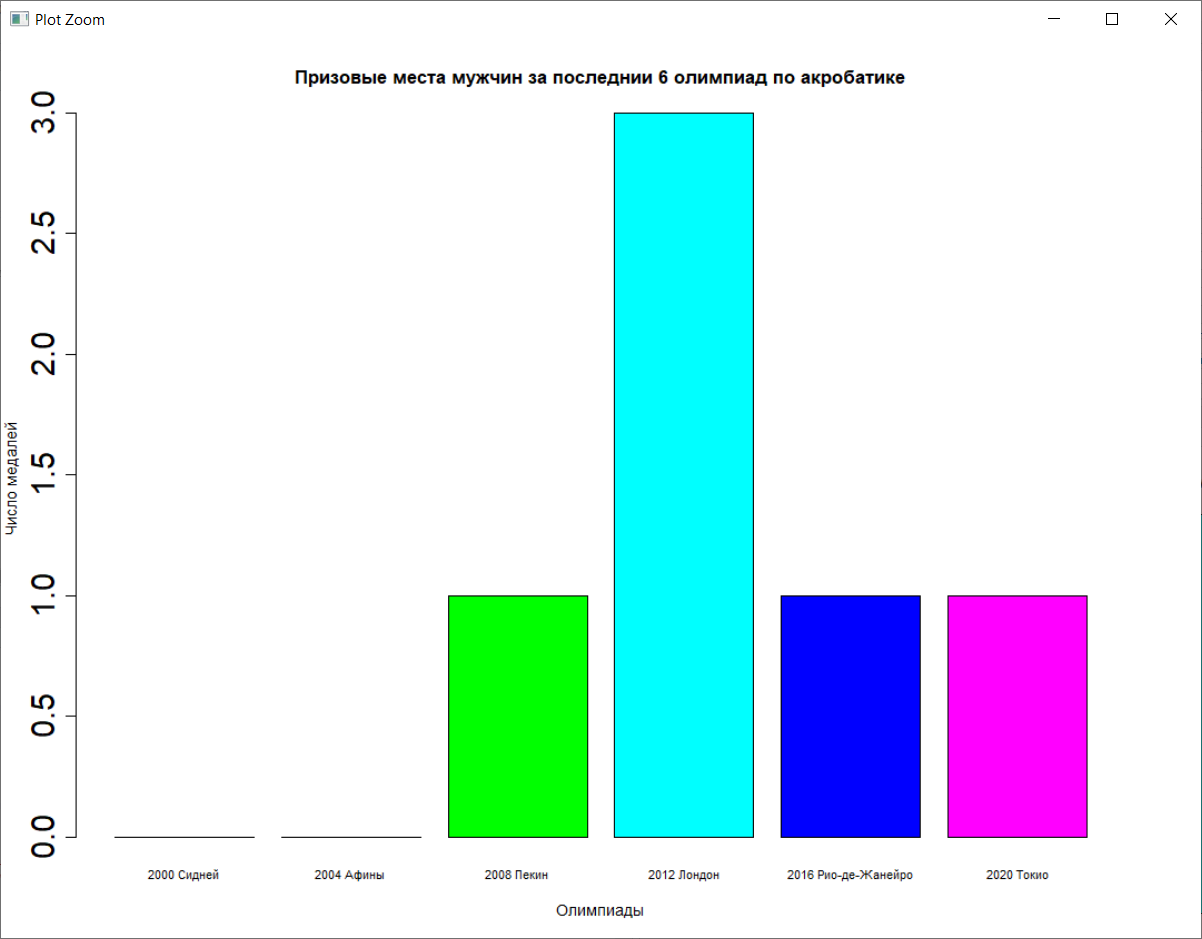 Plot Zoom
Призовые места мужчин за последнии 6 олимпиад по акробатике
3.0
2.5
2.0
1.5
1.0
0.5
0.0
Число медалей
2000 Сидней
2004 Афины
2008 Пекин
2012 Лондон
2016 Рио-де-Жанейро
2020 Токио
Олимпиады